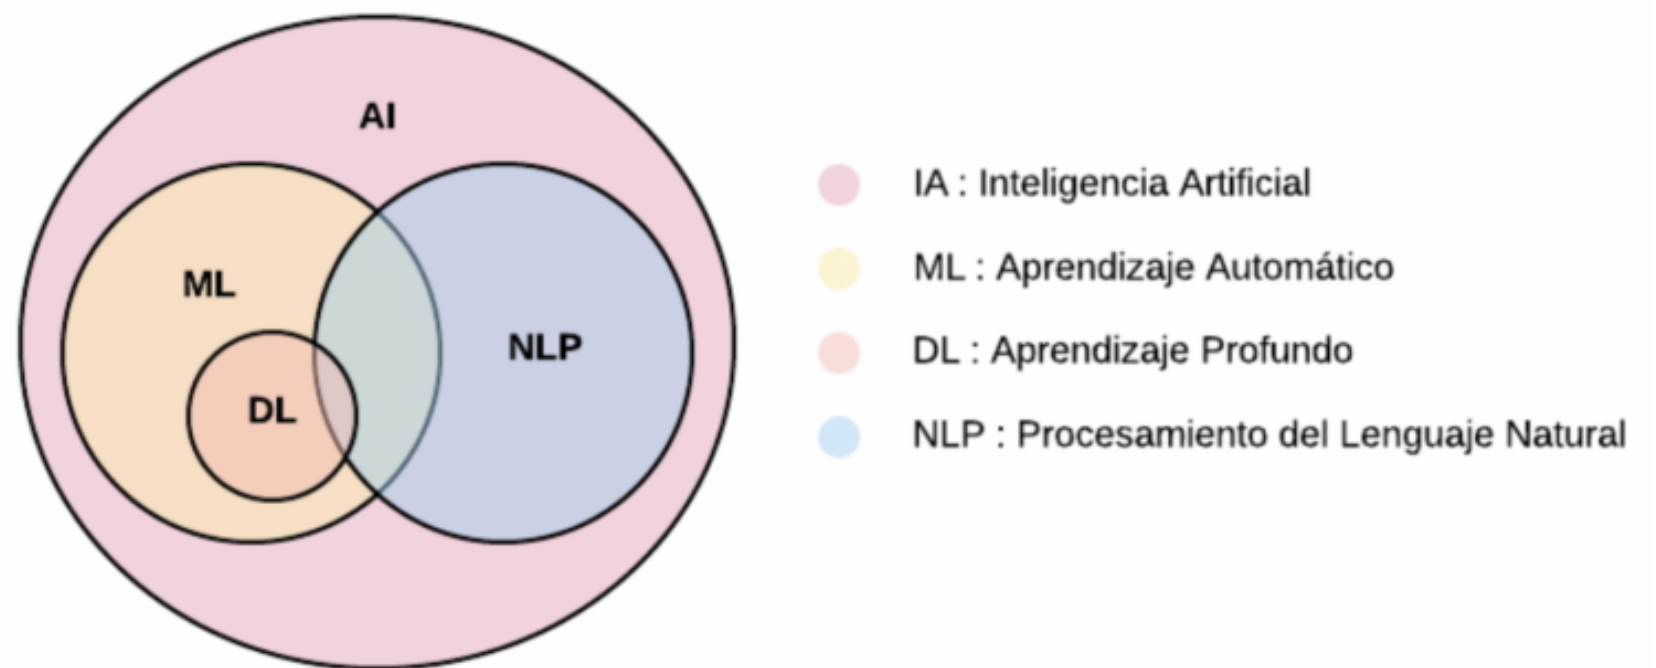 AI
ML
NLP
DL
IA : Inteligencia Artificial
ML : Aprendizaje Automático
DL : Aprendizaje Profundo
NLP : Procesamiento del Lenguaje Natural